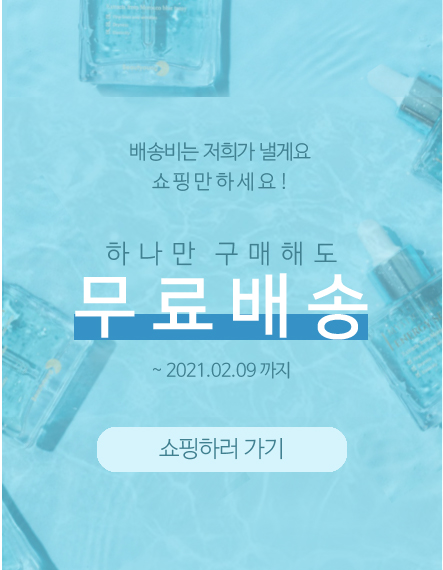 배송비는 저희가 낼게요
쇼핑만하세요!
하나만 구매해도
무료배송
~ 2021.02.09 까지
쇼핑하러 가기